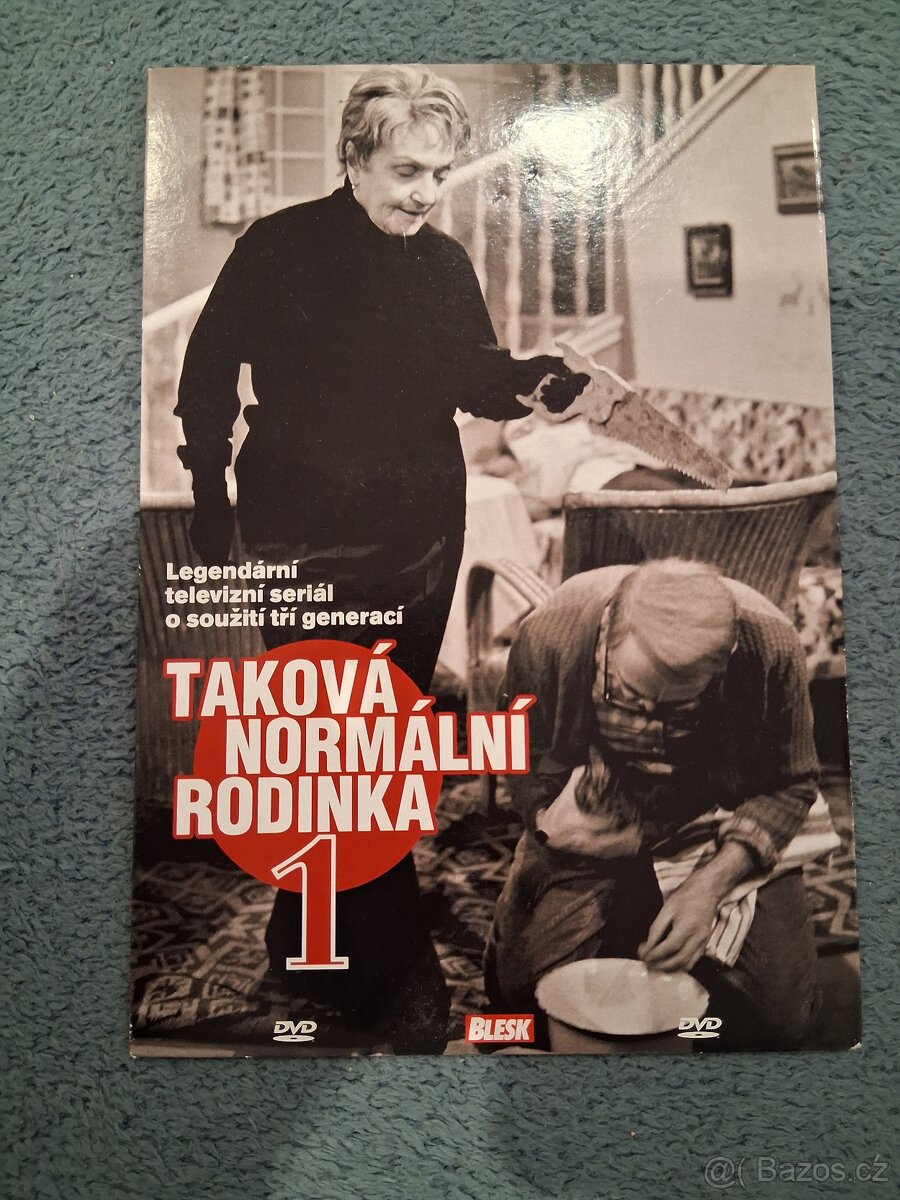 Legendární
televizní seriál
o soužití tří generací
TAKOVÁ
NORMÁLNÍ
RODINKA
1
DVD
BLESK
DVD
@( Bazos.cz